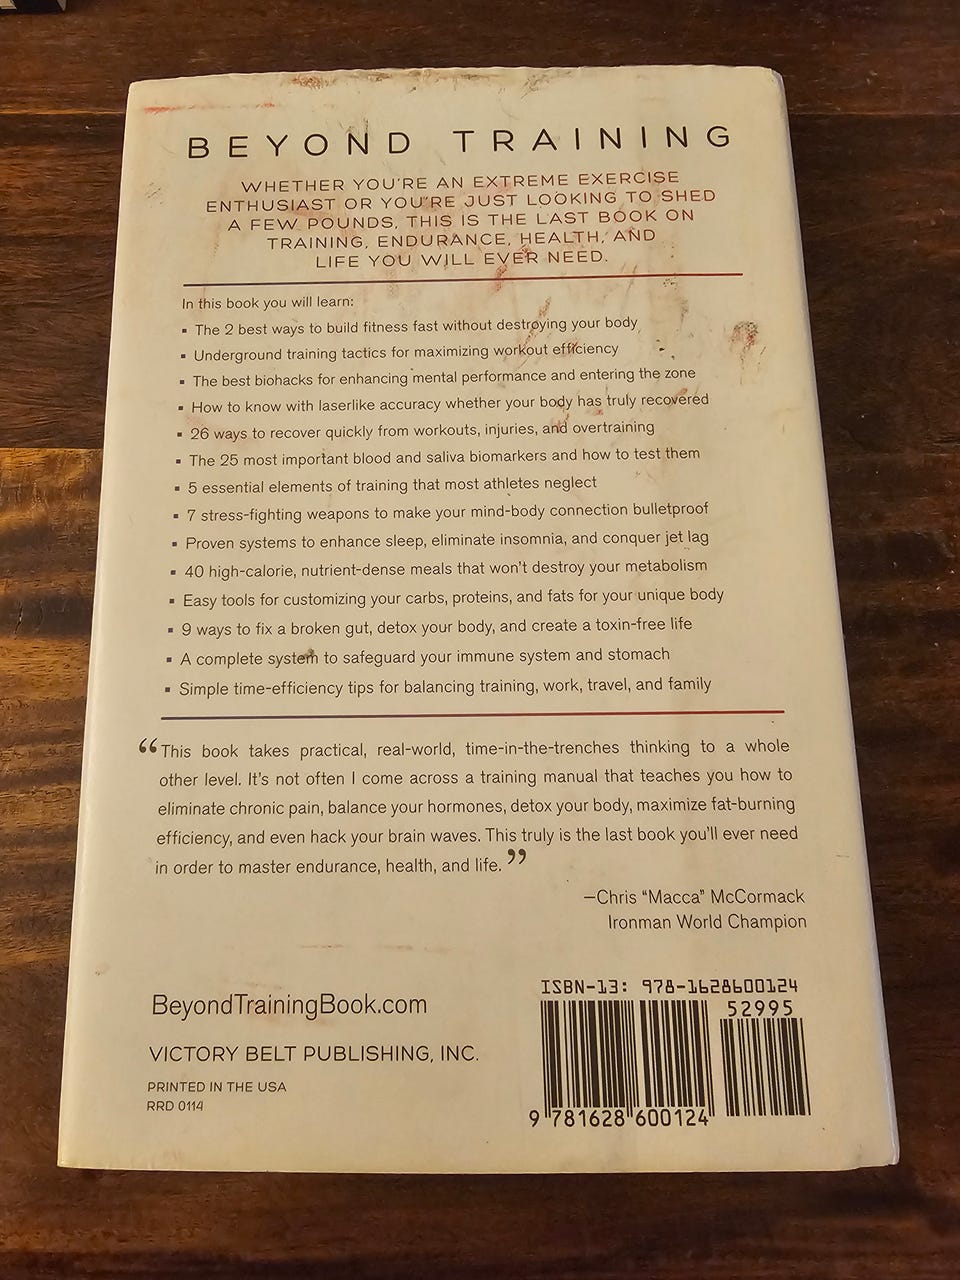 BEYOND TRAINING
WHETHER YOU'RE AN EXTREME EXERCISE
ENTHUSIAST OR YOU'RE JUST LOOKING TO SHED
A FEW POUNDS, THIS IS THE LAST BOOK ON
TRAINING, ENDURANCE, HEALTH, AND
LIFE YOU WILL EVER NEED.
In this book you will learn:
▪ The 2 best ways to build fitness fast without destroying your body
▪ Underground training tactics for maximizing workout efficiency
▪ The best biohacks for enhancing mental performance and entering the zone
▪ How to know with laserlike accuracy whether your body has truly recovered
▪ 26 ways to recover quickly from workouts, injuries, and overtraining
▪ The 25 most important blood and saliva biomarkers and how to test them
▪ 5 essential elements of training that most athletes neglect
▪ 7 stress-fighting weapons to make your mind-body connection bulletproof
▪ Proven systems to enhance sleep, eliminate insomnia, and conquer jet lag
▪ 40 high-calorie, nutrient-dense meals that won't destroy your metabolism
▪ Easy tools for customizing your carbs, proteins, and fats for your unique body
▪ 9 ways to fix a broken gut, detox your body, and create a toxin-free life
▪ A complete system to safeguard your immune system and stomach
▪ Simple time-efficiency tips for balancing training, work, travel, and family
“This book takes practical, real-world, time-in-the-trenches thinking to a whole
other level. It's not often I come across a training manual that teaches you how to
eliminate chronic pain, balance your hormones, detox your body, maximize fat-burning
efficiency, and even hack your brain waves. This truly is the last book you'll ever need
in order to master endurance, health, and life.”
—Chris “Macca” McCormack
Ironman World Champion
BeyondTrainingBook.com
VICTORY BELT PUBLISHING, INC.
PRINTED IN THE USA
RRD 0114
ISBN-13: 978-1628600124
52995
9 781628 600124